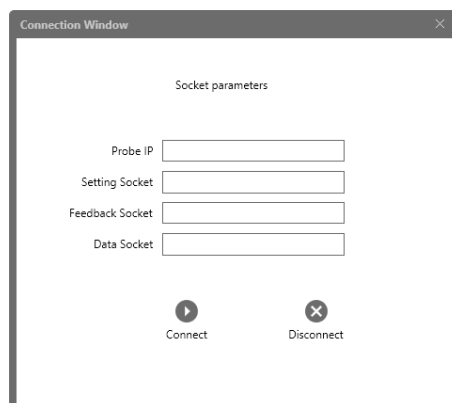 Connection Window
Socket parameters
Probe IP
Setting Socket
Feedback Socket
Data Socket
Connect Disconnect